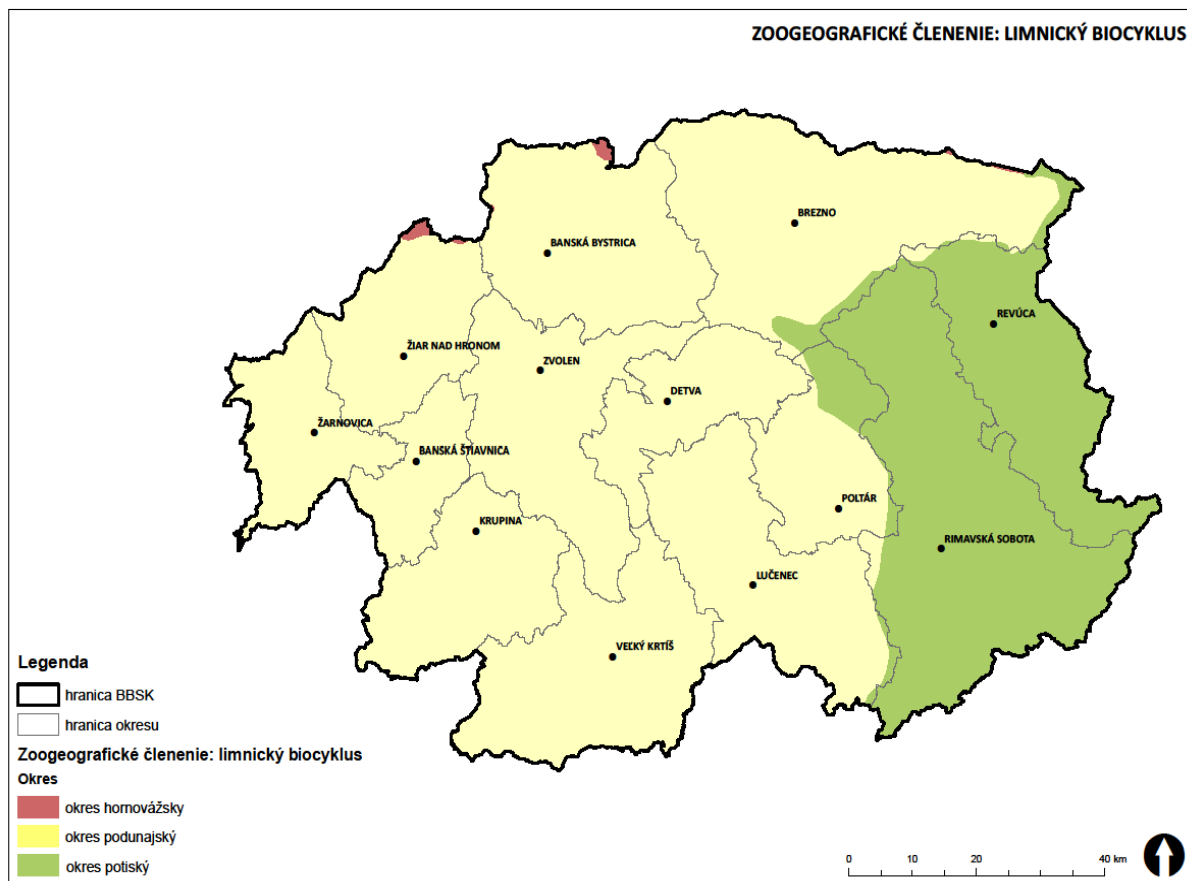 ZOOGEOGRAFICKÉ ČLENENIE: LIMNICKÝ BIOCYKLUS
BREZNO
BANSKÁ BYSTRICA
REVÚCA
ŽIAR NAD HRONOM
ZVOLEN
DETVA
ŽARNOVICA
BANSKÁ ŠTIAVNICA
POLTÁR
KRUPINA
RIMAVSKÁ SOBOTA
LUČENEC
VEĽKÝ KRTÍŠ
Legenda
hranica BBSK
hranica okresu
Zoogeografické členenie: limnický biocyklus
Okres
okres hornovážsky
okres podunajský
okres potiský
0 10 20 40 km